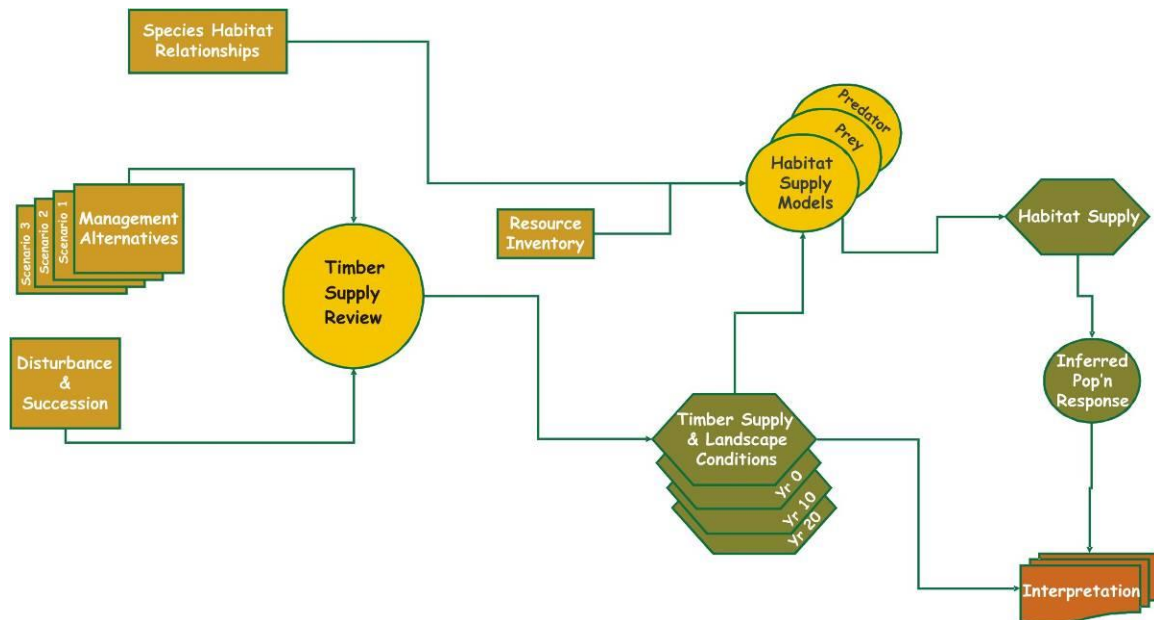 Species Habitat
Relationships
Predator
Prey
Habitat
Supply
Models
Scenario 3
Scenario 2
Scenario 1
Management
Alternatives
Resource
Inventory
Habitat Supply
Timber
Supply
Review
Disturbance
&
Succession
Inferred
Pop'n
Response
Timber Supply
& Landscape
Conditions
Yr 0
Yr 10
Yr 20
Interpretation